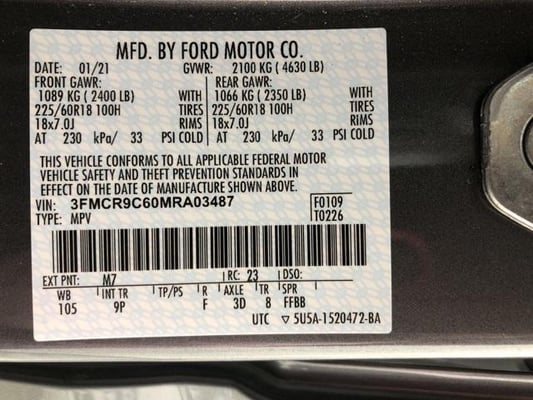 MFD. BY FORD MOTOR CO.
DATE: 01/21 GVWR: 2100 KG ( 4630 LB)
FRONT GAWR: REAR GAWR:
1089 KG ( 2400 LB) WITH 1066 KG ( 2350 LB) WITH
225/60R18 100H TIRES 225/60R18 100H TIRES
18x7.0J RIMS 18x7.0J RIMS
AT 230 kPa/ 33 PSI COLD AT 230 kPa/ 33 PSI COLD
THIS VEHICLE CONFORMS TO ALL APPLICABLE FEDERAL MOTOR
VEHICLE SAFETY AND THEFT PREVENTION STANDARDS IN
EFFECT ON THE DATE OF MANUFACTURE SHOWN ABOVE.
VIN: 3FMCR9C60MRA03487 F0109
TYPE: MPV T0226
EXT PNT: M7 RC: 23 DSO:
WB INT TR TP/PS R AXLE TR SPR
105 9P F 3D 8 FFBB
UTC ▽ 5U5A-1520472-BA